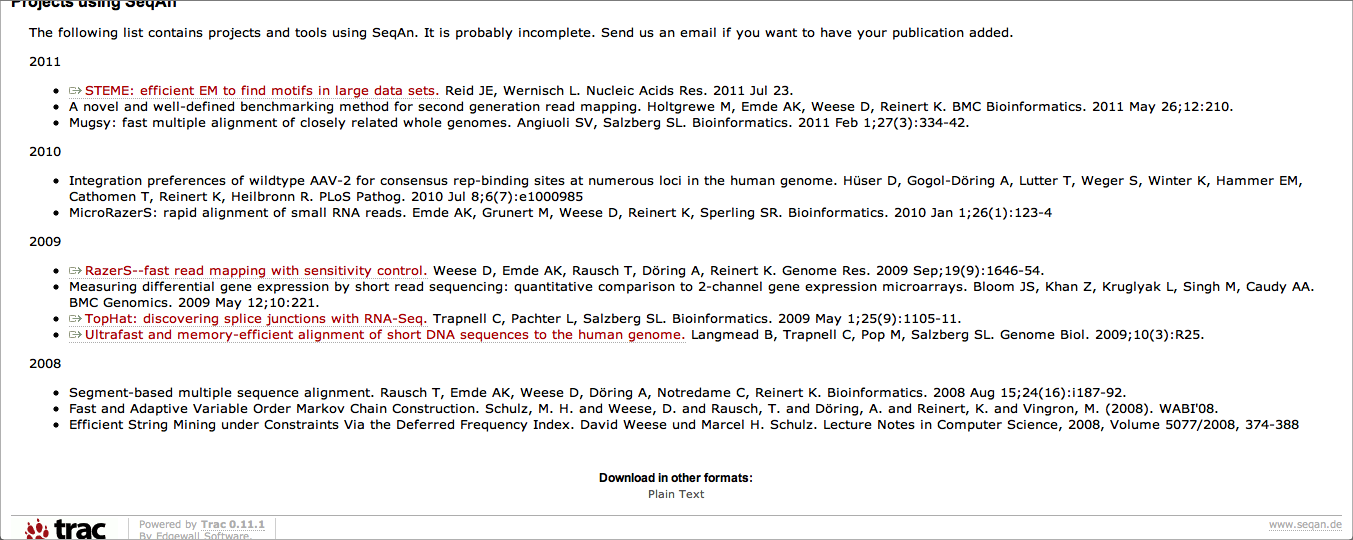 Projects using SeqAn
The following list contains projects and tools using SeqAn. It is probably incomplete. Send us an email if you want to have your publication added.
2011
STEME: efficient EM to find motifs in large data sets. Reid JE, Wernisch L. Nucleic Acids Res. 2011 Jul 23.
A novel and well-defined benchmarking method for second generation read mapping. Holtgrewe M, Emde AK, Weese D, Reinert K. BMC Bioinformatics. 2011 May 26;12:210.
Mugsy: fast multiple alignment of closely related whole genomes. Angiuoli SV, Salzberg SL. Bioinformatics. 2011 Feb 1;27(3):334-42.
2010
Integration preferences of wildtype AAV-2 for consensus rep-binding sites at numerous loci in the human genome. Hüser D, Gogol-Döring A, Lutter T, Weger S, Winter K, Hammer EM,
Cathomen T, Reinert K, Heilbronn R. PLoS Pathog. 2010 Jul 8;6(7):e1000985
MicroRazerS: rapid alignment of small RNA reads. Emde AK, Grunert M, Weese D, Reinert K, Sperling SR. Bioinformatics. 2010 Jan 1;26(1):123-4
2009
RazerS--fast read mapping with sensitivity control. Weese D, Emde AK, Rausch T, Döring A, Reinert K. Genome Res. 2009 Sep;19(9):1646-54.
Measuring differential gene expression by short read sequencing: quantitative comparison to 2-channel gene expression microarrays. Bloom JS, Khan Z, Kruglyak L, Singh M, Caudy AA.
BMC Genomics. 2009 May 12;10:221.
TopHat: discovering splice junctions with RNA-Seq. Trapnell C, Pachter L, Salzberg SL. Bioinformatics. 2009 May 1;25(9):1105-11.
Ultrafast and memory-efficient alignment of short DNA sequences to the human genome. Langmead B, Trapnell C, Pop M, Salzberg SL. Genome Biol. 2009;10(3):R25.
2008
Segment-based multiple sequence alignment. Rausch T, Emde AK, Weese D, Döring A, Notredame C, Reinert K. Bioinformatics. 2008 Aug 15;24(16):i187-92.
Fast and Adaptive Variable Order Markov Chain Construction. Schulz, M. H. and Weese, D. and Rausch, T. and Döring, A. and Reinert, K. and Vingron, M. (2008). WABI'08.
Efficient String Mining under Constraints Via the Deferred Frequency Index. David Weese und Marcel H. Schulz. Lecture Notes in Computer Science, 2008, Volume 5077/2008, 374-388
Download in other formats:
Plain Text
trac
Powered by Trac 0.11.1
By Edgewall Software.
www.seqan.de